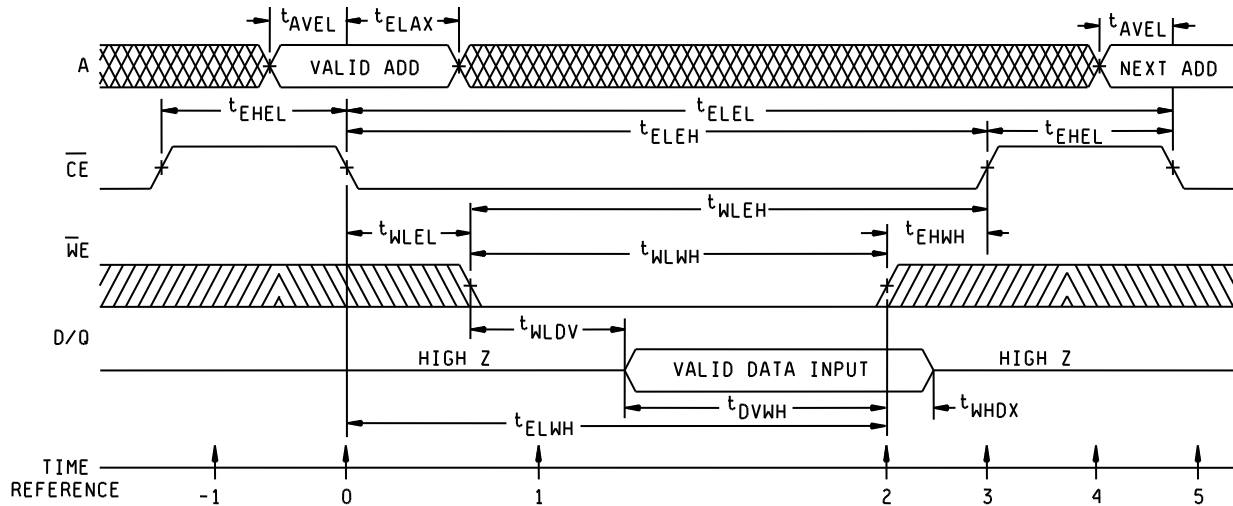 tAVEL tELAX tAVEL
A VALID ADD NEXT ADD
tEHEL tELEL
tELEH tEHEL
CE
tWLEH
tWLEL tEHWH
WE tWLWH
tWLDV
D/Q
HIGH Z VALID DATA INPUT HIGH Z
tDVWH tWHDX
tELWH
TIME
REFERENCE
-1 0 1 2 3 4 5